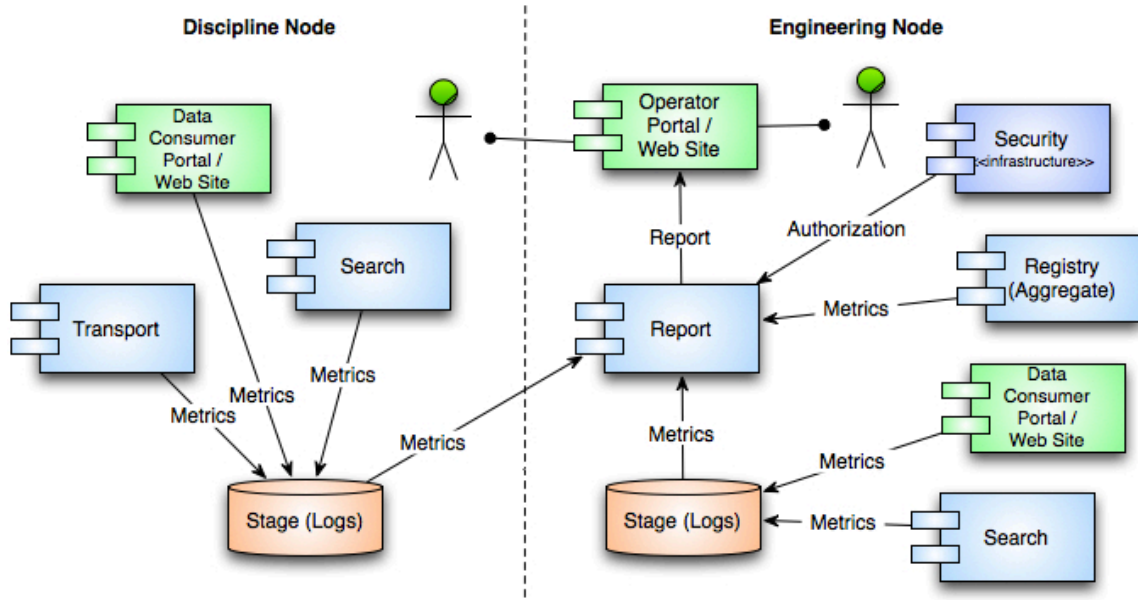 Discipline Node
Engineering Node
Data
Consumer
Portal /
Web Site
Operator
Portal /
Web Site
Security
<<infrastructure>>
Search
Report
Authorization
Transport
Report
Metrics
Registry
(Aggregate)
Metrics
Metrics
Metrics
Metrics
Metrics
Data
Consumer
Portal /
Web Site
Metrics
Stage (Logs)
Stage (Logs)
Metrics
Search